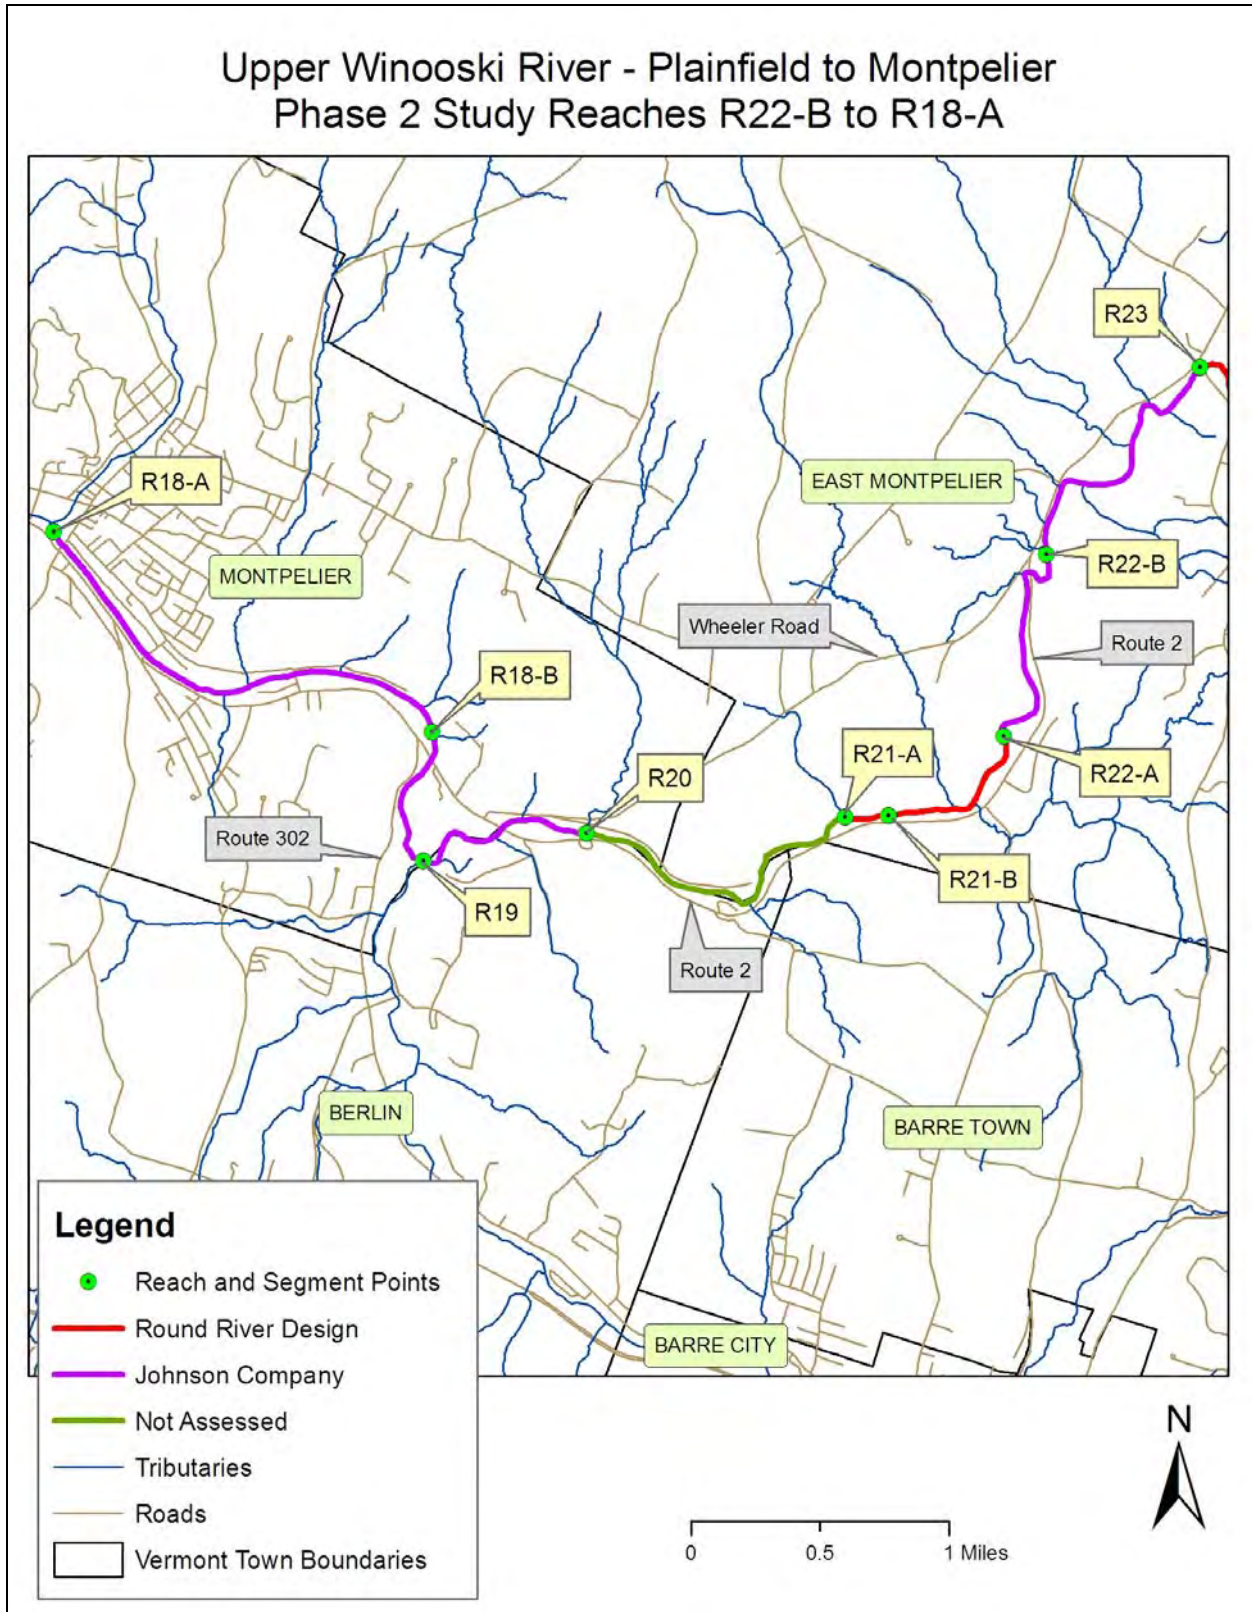 Upper Winooski River - Plainfield to Montpelier
Phase 2 Study Reaches R22-B to R18-A
R23
R18-A
EAST MONTPELIER
R22-B
MONTPELIER
Wheeler Road
Route 2
R18-B
R21-A
R20
R22-A
Route 302
R21-B
R19
Route 2
BERLIN
BARRE TOWN
BARRE CITY
Legend
Reach and Segment Points
Round River Design
Johnson Company
Not Assessed
Tributaries
Roads
Vermont Town Boundaries
N
0 0.5 1 Miles